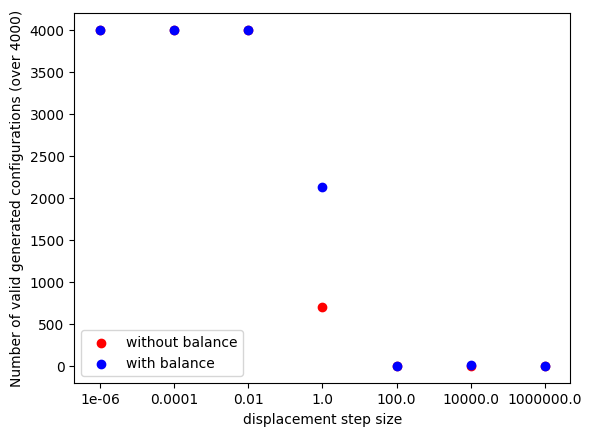 Number of valid generated configurations (over 4000)
4000
3500
3000
2500
2000
1500
1000
500
0
without balance
with balance
1e-06 0.0001 0.01 1.0 100.0 10000.0 1000000.0
displacement step size